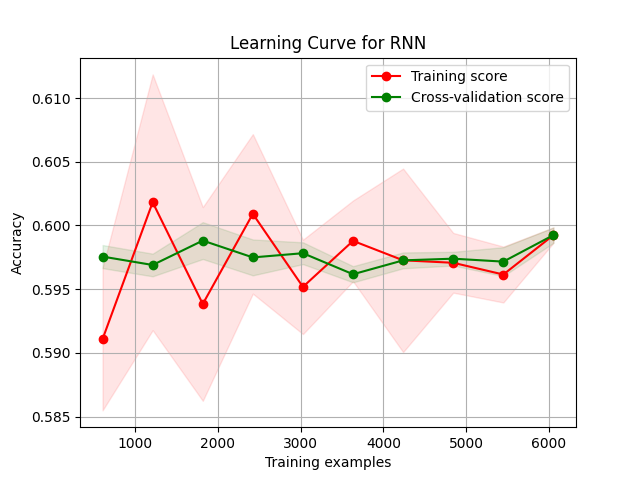 Learning Curve for RNN
Training score
Cross-validation score
0.610
0.605
0.600
0.595
0.590
0.585
Accuracy
1000 2000 3000 4000 5000 6000
Training examples